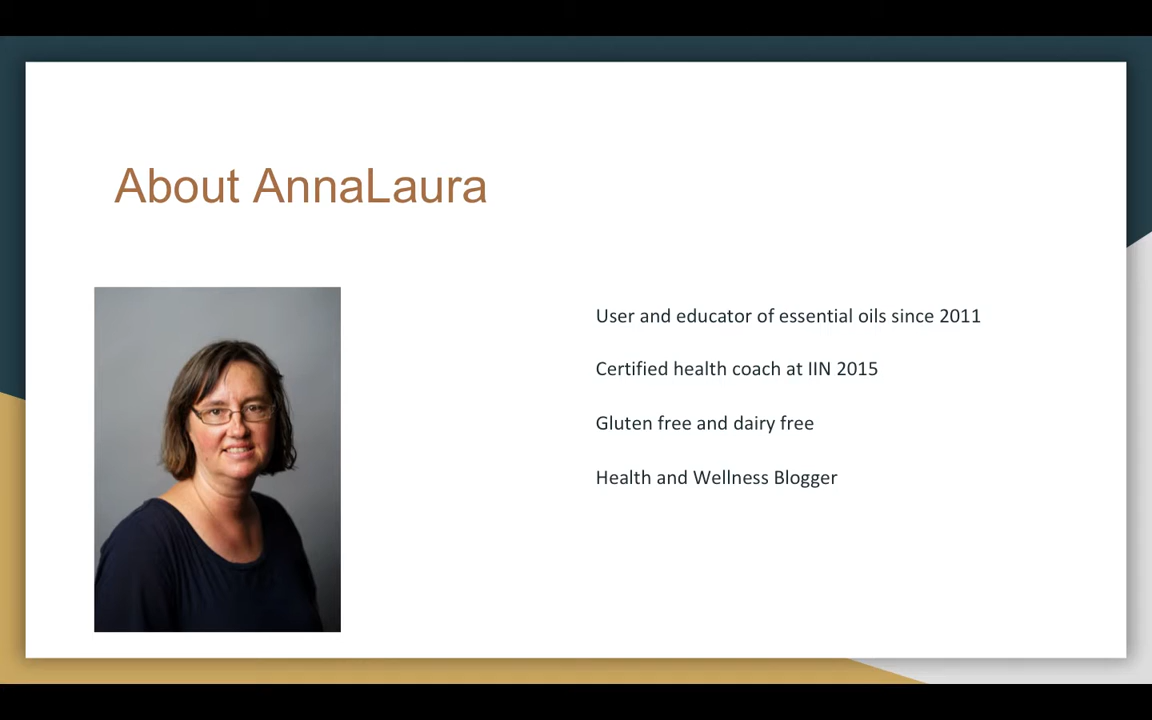 About AnnaLaura
User and educator of essential oils since 2011
Certified health coach at IIN 2015
Gluten free and dairy free
Health and Wellness Blogger